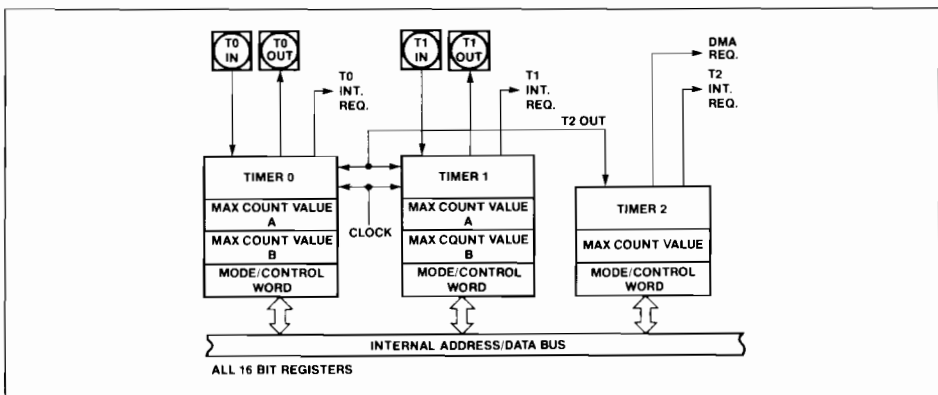 T0
IN
T0
OUT
T1
IN
T1
OUT
DMA
REQ.
T0
INT.
REQ.
T1
INT.
REQ.
T2
INT.
REQ.
T2 OUT
TIMER 0
MAX COUNT VALUE
A
MAX COUNT VALUE
B
MODE/CONTROL
WORD
CLOCK
TIMER 1
MAX COUNT VALUE
A
MAX COUNT VALUE
B
MODE/CONTROL
WORD
TIMER 2
MAX COUNT VALUE
MODE/CONTROL
WORD
INTERNAL ADDRESS/DATA BUS
ALL 16 BIT REGISTERS